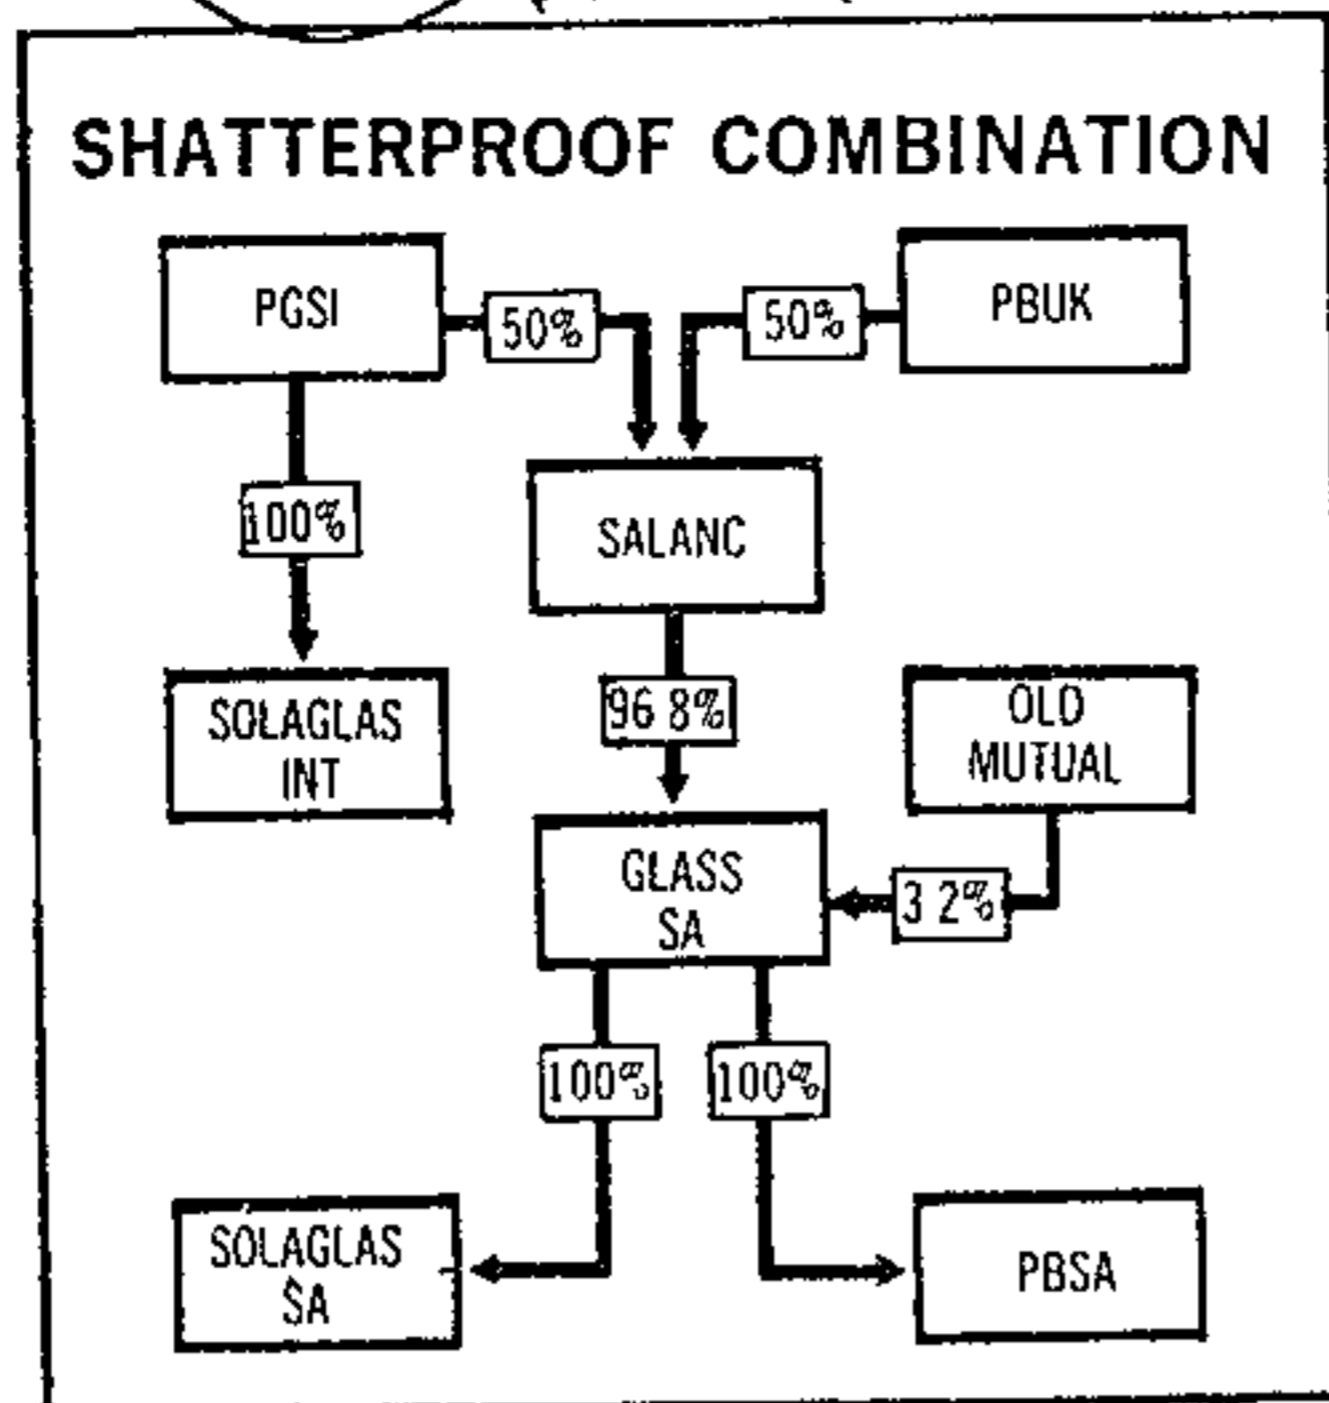 SHATTERPROOF COMBINATION
PGSI
50%
50%
PBUK
100%
SALANC
SOLAGLAS
INT
96 8%
OLD
MUTUAL
GLASS
SA
3 2%
100%
100%
SOLAGLAS
SA
PBSA